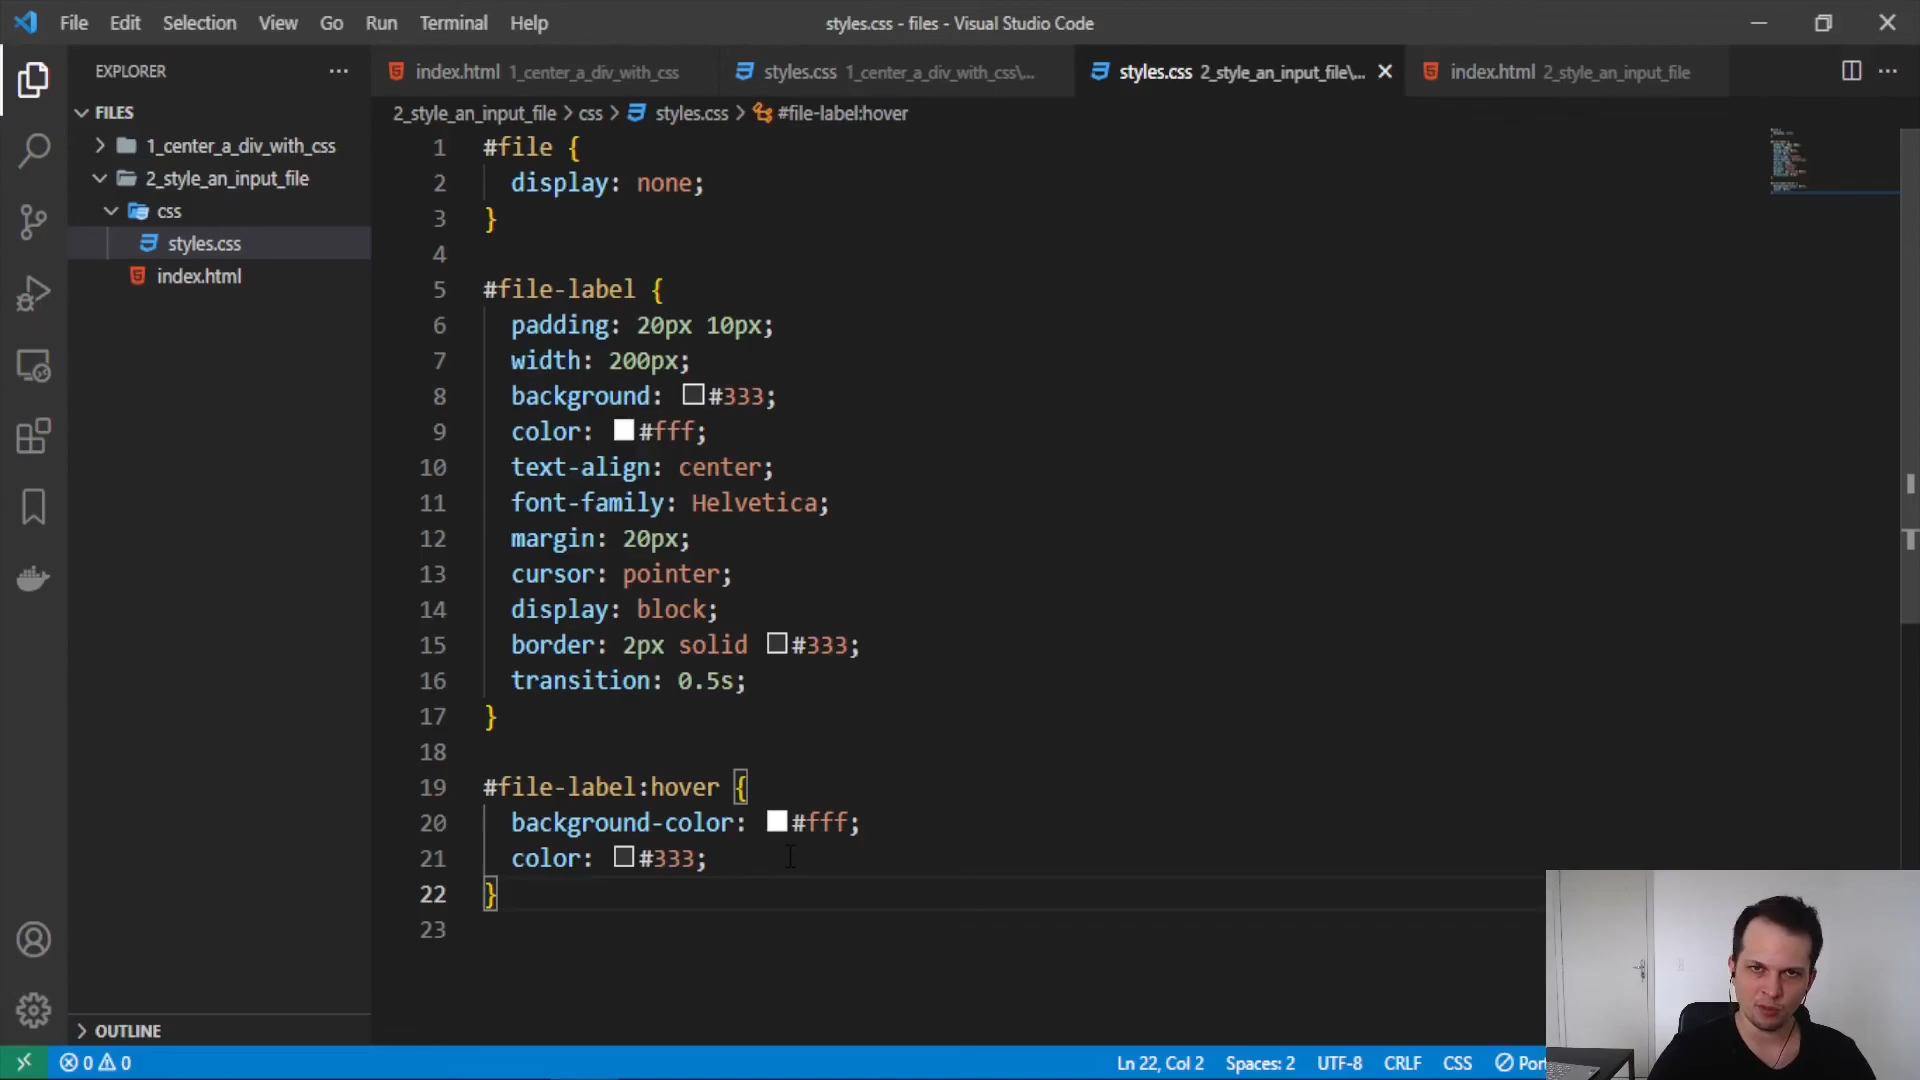 File Edit Selection View Go Run Terminal Help
styles.css - files - Visual Studio Code
EXPLORER
index.html 1_center_a_div_with_css
styles.css 1_center_a_div_with_css\...
styles.css 2_style_an_input_file\...
index.html 2_style_an_input_file
FILES
1_center_a_div_with_css
2_style_an_input_file
css
styles.css
index.html
OUTLINE
2_style_an_input_file > css > styles.css > #file-label:hover
1 #file {
2 display: none;
3 }
4
5 #file-label {
6 padding: 20px 10px;
7 width: 200px;
8 background: #333;
9 color: #fff;
10 text-align: center;
11 font-family: Helvetica;
12 margin: 20px;
13 cursor: pointer;
14 display: block;
15 border: 2px solid #333;
16 transition: 0.5s;
17 }
18
19 #file-label:hover {
20 background-color: #fff;
21 color: #333;
22 }
23
0 0
Ln 22, Col 2 Spaces: 2 UTF-8 CRLF CSS